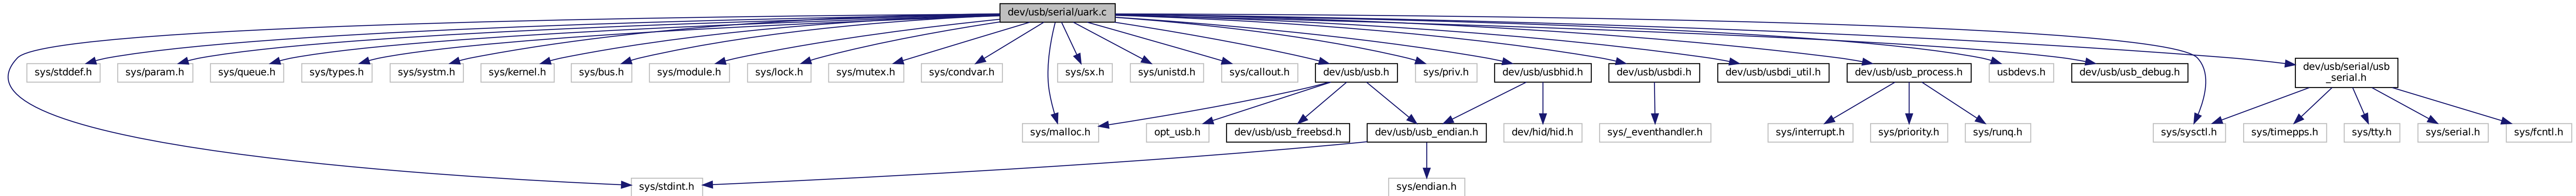 dev/usb/serial/uark.c
sys/stddef.h
sys/param.h
sys/queue.h
sys/types.h
sys/systm.h
sys/kernel.h
sys/bus.h
sys/module.h
sys/lock.h
sys/mutex.h
sys/condvar.h
sys/sx.h
sys/unistd.h
sys/callout.h
dev/usb/usb.h
sys/priv.h
dev/usb/usbhid.h
dev/usb/usbdi.h
dev/usb/usbdi_util.h
dev/usb/usb_process.h
usbdevs.h
dev/usb/usb_debug.h
dev/usb/serial/usb
_serial.h
sys/malloc.h
opt_usb.h
dev/usb/usb_freebsd.h
dev/usb/usb_endian.h
dev/hid/hid.h
sys/_eventhandler.h
sys/interrupt.h
sys/priority.h
sys/runq.h
sys/sysctl.h
sys/timepps.h
sys/tty.h
sys/serial.h
sys/fcntl.h
sys/stdint.h
sys/endian.h